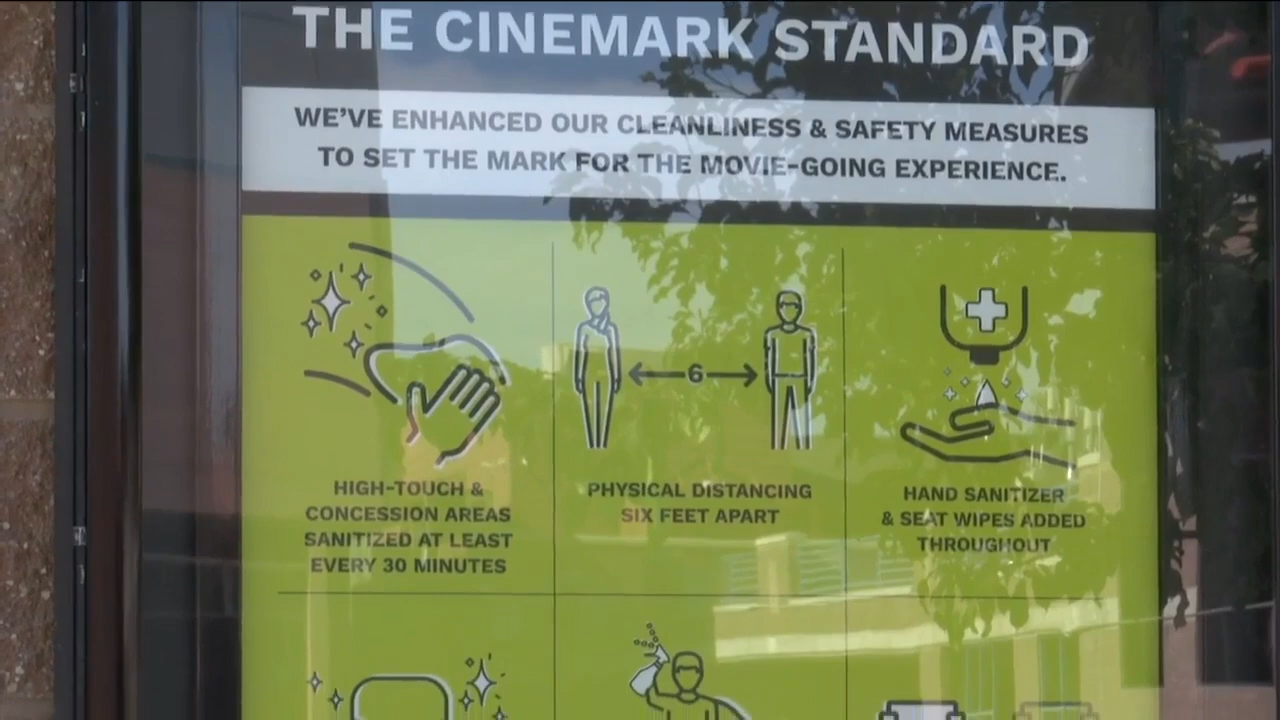 THE CINEMARK STANDARD
WE'VE ENHANCED OUR CLEANLINESS & SAFETY MEASURES
TO SET THE MARK FOR THE MOVIE-GOING EXPERIENCE.
6
HIGH-TOUCH &
CONCESSION AREAS
SANITIZED AT LEAST
EVERY 30 MINUTES
PHYSICAL DISTANCING
SIX FEET APART
HAND SANITIZER
& SEAT WIPES ADDED
THROUGHOUT